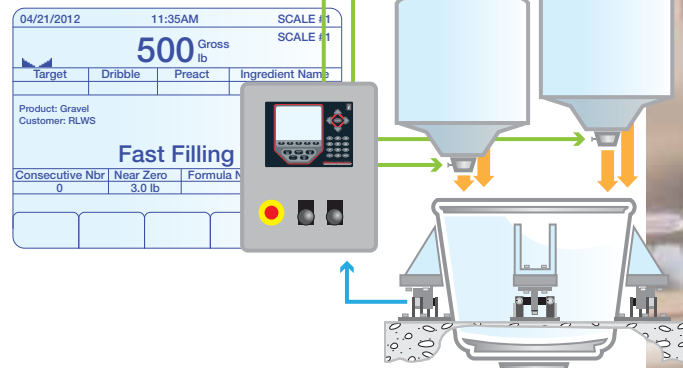 04/21/2012 11:35AM SCALE #1
SCALE #1
500 Gross lb
Target Dribble Preact Ingredient Name
Product: Gravel
Customer: RLWS
Fast Filling
Consecutive Nbr Near Zero Formula
0 3.0 lb